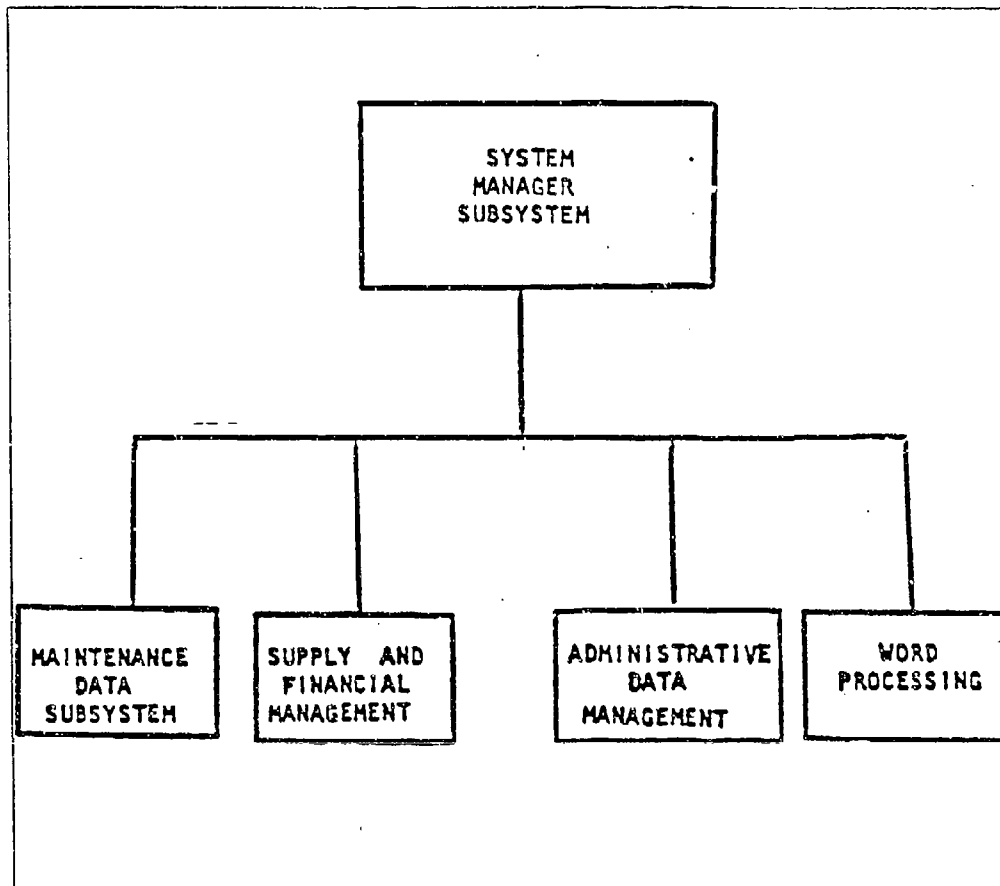 SYSTEM
MANAGER
SUBSYSTEM
MAINTENANCE
DATA
SUBSYSTEM
SUPPLY AND
FINANCIAL
MANAGEMENT
ADMINISTRATIVE
DATA
MANAGEMENT
WORD
PROCESSING